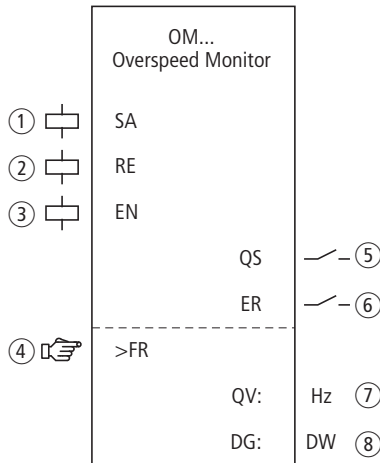 OM...
Overspeed Monitor
1 SA
2 RE
3 EN
QS 5
ER 6
4 >FR
QV: Hz 7
DG: DW 8